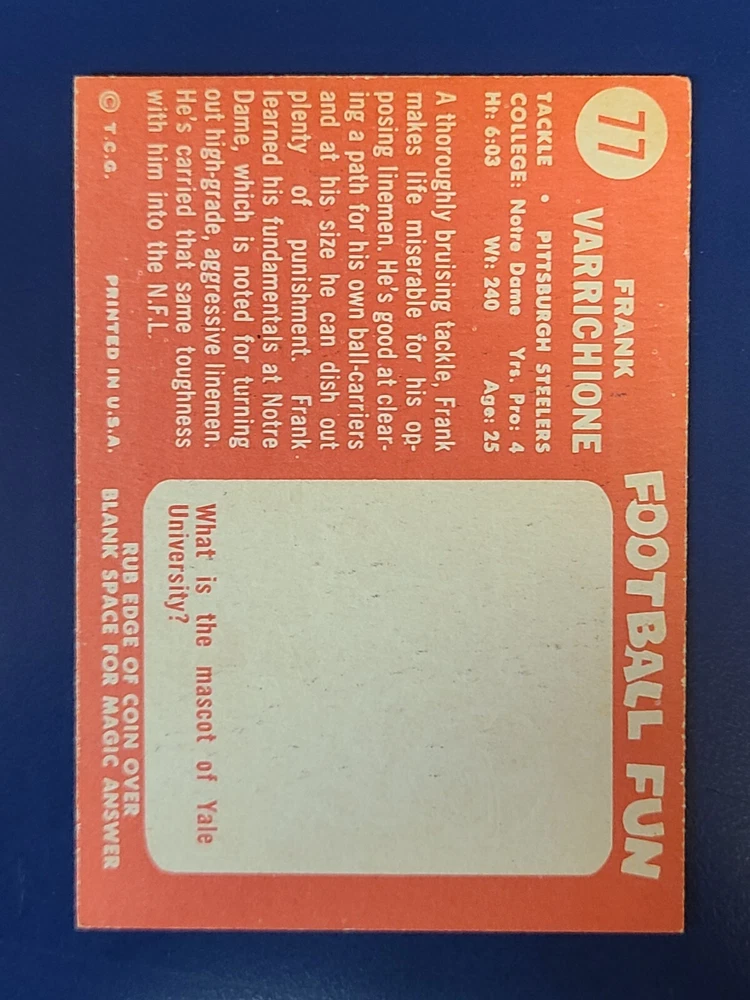 77
FRANK
VARRICHIONE
TACKLE • PITTSBURGH STEELERS
COLLEGE: Notre Dame Yrs. Pro: 4
Ht: 6:03 Wt: 240 Age: 25
A thoroughly bruising tackle, Frank
makes life miserable for his op-
posing linemen. He's good at clear-
ing a path for his own ball-carriers
and at his size he can dish out
plenty of punishment. Frank
learned his fundamentals at Notre
Dame, which is noted for turning
out high-grade, aggressive linemen.
He's carried that same toughness
with him into the N.F.L.
© T.C.G. PRINTED IN U.S.A.
FOOTBALL FUN
What is the mascot of Yale
University?
RUB EDGE OF COIN OVER
BLANK SPACE FOR MAGIC ANSWER